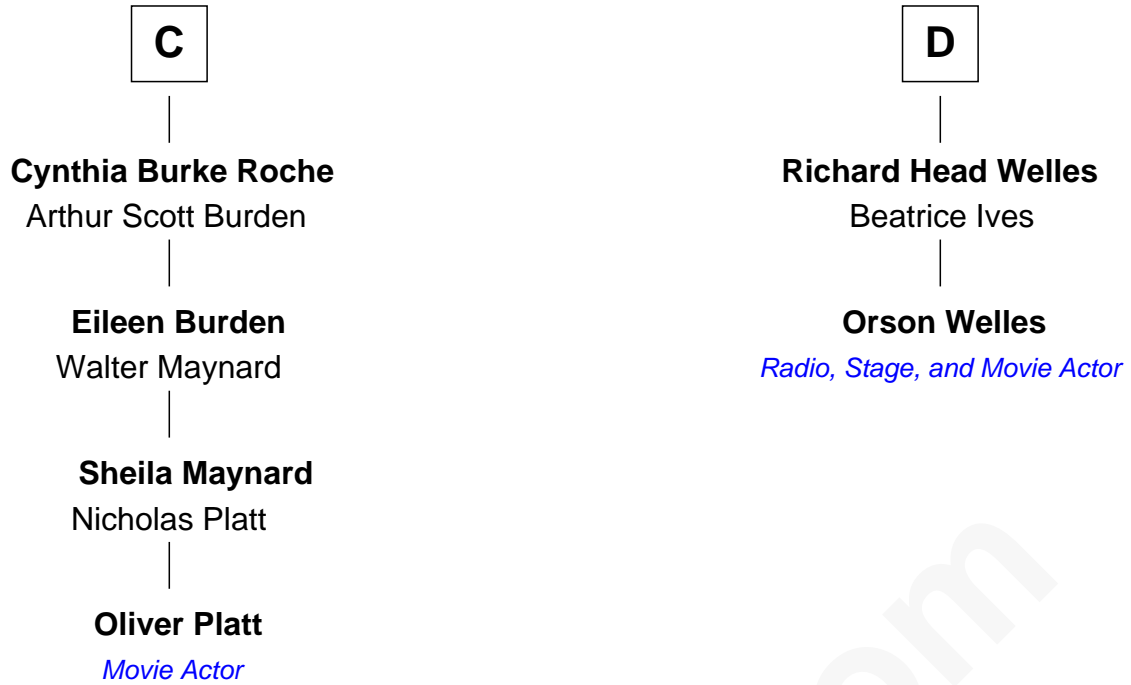 C
Cynthia Burke Roche
Arthur Scott Burden
Eileen Burden
Walter Maynard
Sheila Maynard
Nicholas Platt
Oliver Platt
Movie Actor
D
Richard Head Welles
Beatrice Ives
Orson Welles
Radio, Stage, and Movie Actor
om